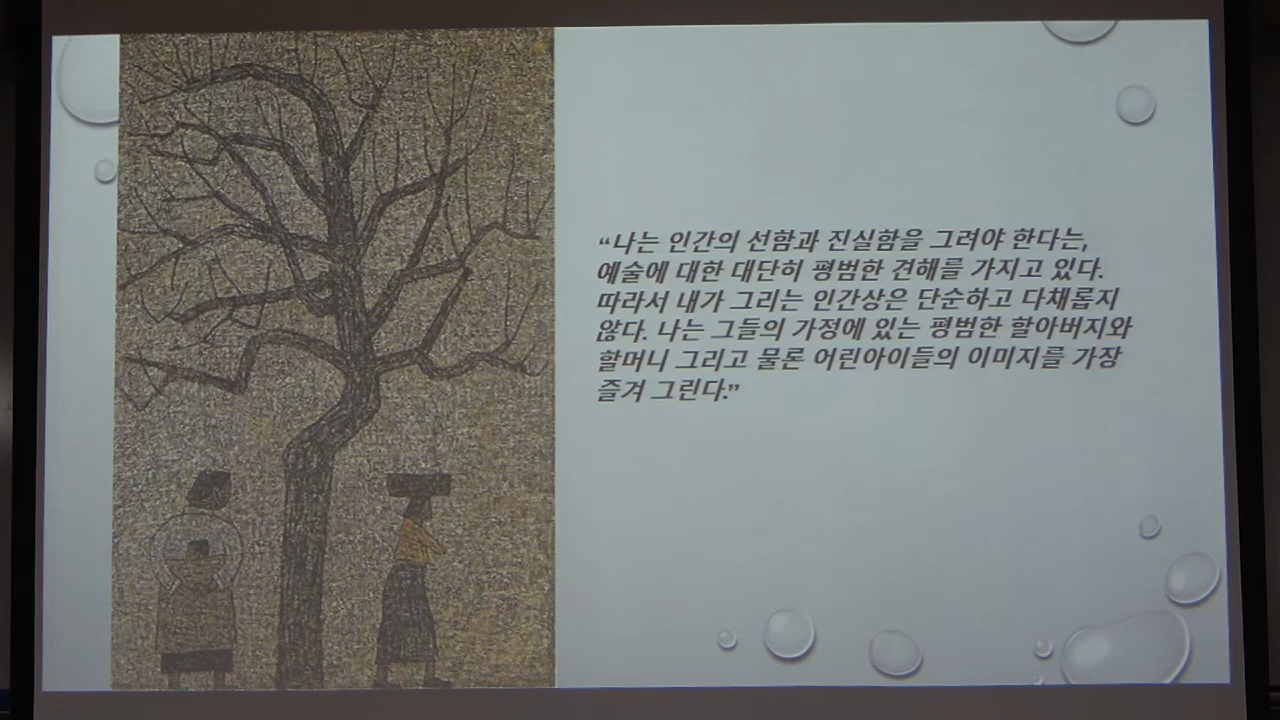 “나는 인간의 선함과 진실함을 그려야 한다는,
예술에 대한 대단히 평범한 견해를 가지고 있다.
따라서 내가 그리는 인간상은 단순하고 다채롭지
않다. 나는 그들의 가정에 있는 평범한 할아버지와
할머니 그리고 물론 어린아이들의 이미지를 가장
즐겨 그린다.”